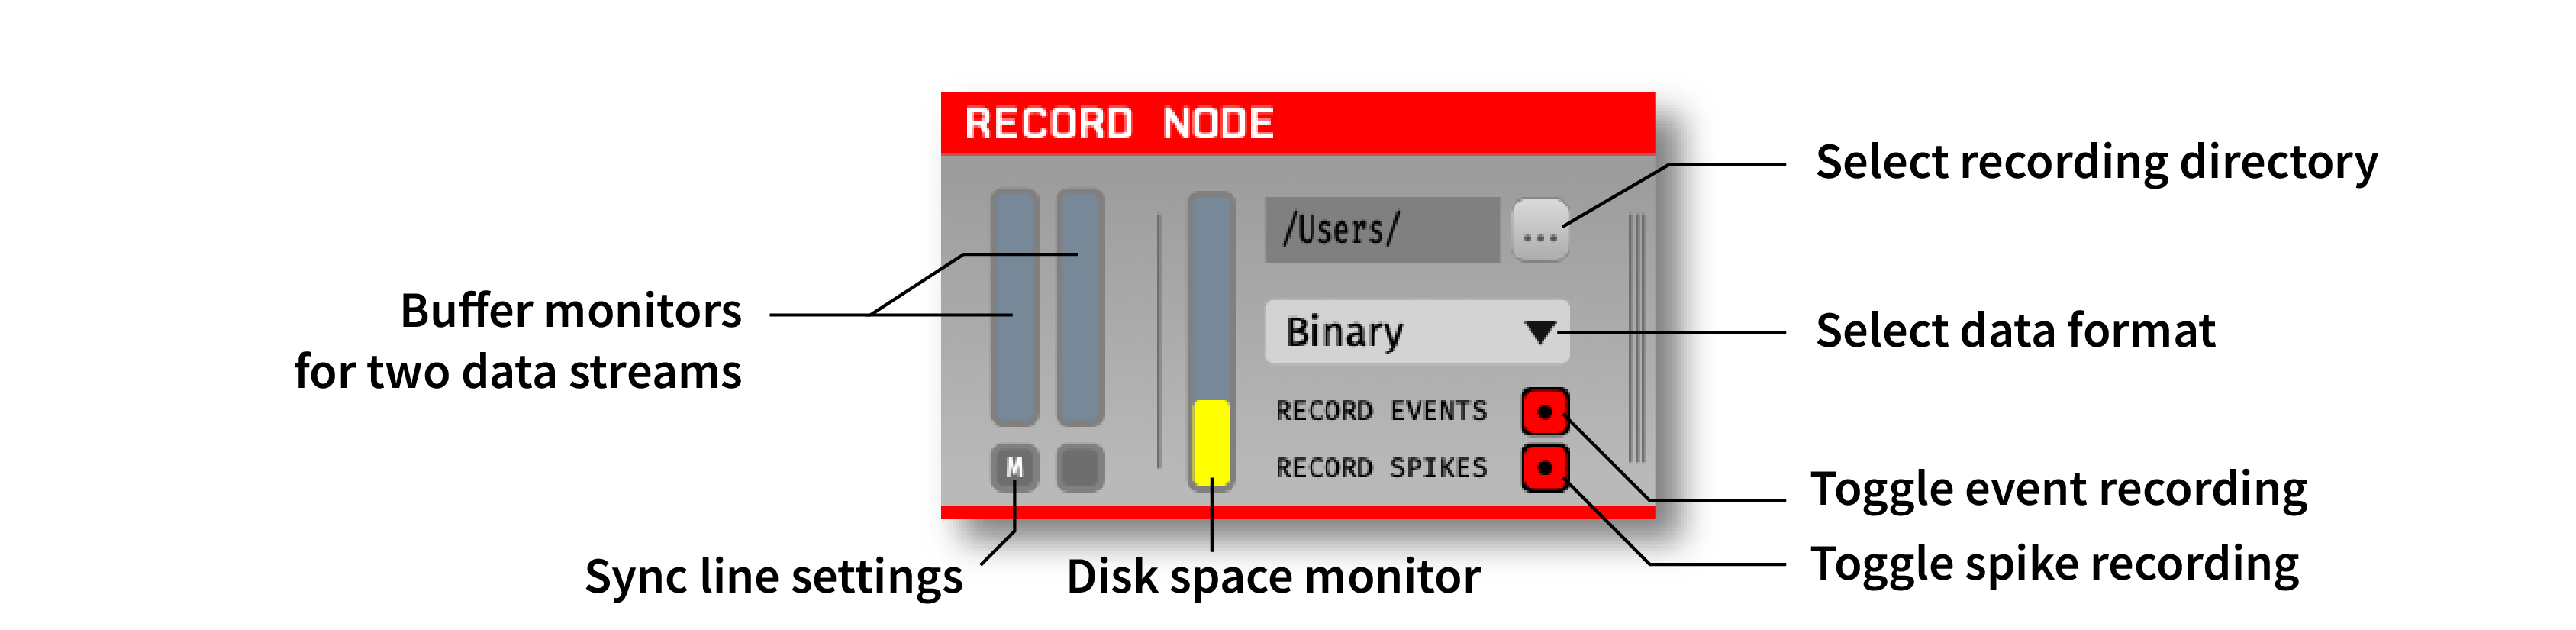 RECORD NODE
Select recording directory
/Users/
...
Buffer monitors
for two data streams
Binary
Select data format
RECORD EVENTS
RECORD SPIKES
M
Toggle event recording
Toggle spike recording
Sync line settings
Disk space monitor